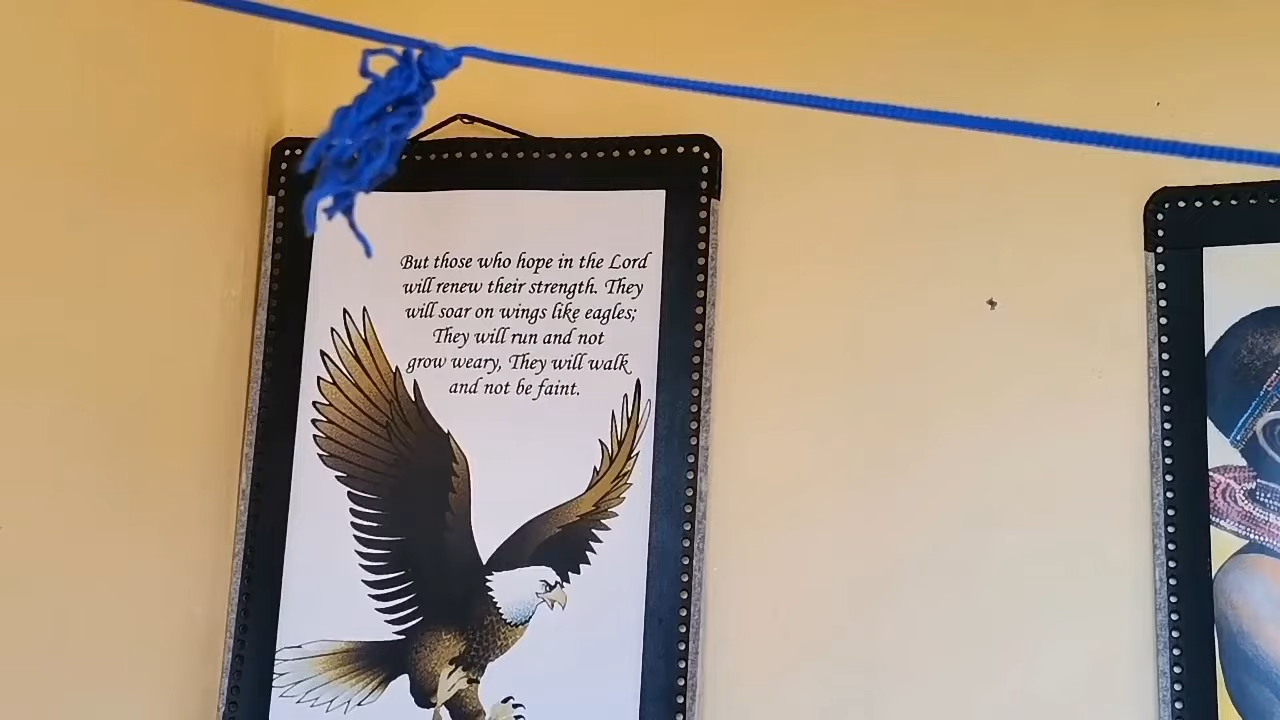 But those who hope in the Lord
will renew their strength. They
will soar on wings like eagles;
They will run and not
grow weary, They will walk
and not be faint.